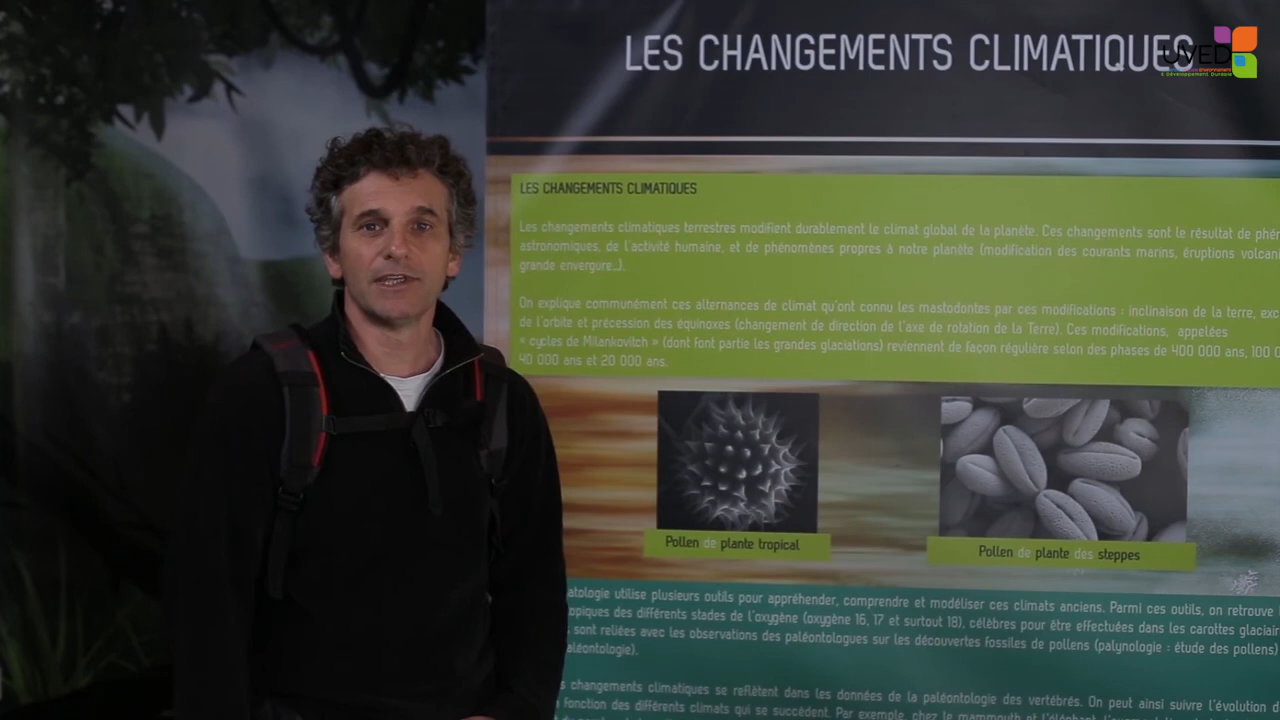 LES CHANGEMENTS CLIMATIQUES
UVED
& Développement Durable
LES CHANGEMENTS CLIMATIQUES
Les changements climatiques terrestres modifient durablement le climat global de la planète. Ces changements sont le résultat de
astronomiques, de l'activité humaine, et de phénomènes propres à notre planète (modification des courants marins, éruptions
grande envergure...).
On explique communément ces alternances de climat qu'ont connu les mastodontes par ces modifications : inclinaison de la terre,
de l'orbite et précession des équinoxes (changement de direction de l'axe de rotation de la Terre). Ces modifications, appelées
« cycles de Milankovitch » (dont font partie les grandes glaciations) reviennent de façon régulière selon des phases de 400 000 ans,
40 000 ans et 20 000 ans.
Pollen de plante tropical
Pollen de plante des steppes
utilise plusieurs outils pour appréhender, comprendre et modéliser ces climats anciens. Parmi ces outils, on retrouve
des différents stades de l'oxygène (oxygène 16, 17 et surtout 18), célèbres pour être effectuées dans les carottes
sont reliées avec les observations des paléontologues sur les découvertes fossiles de pollens (palynologie : étude des pollens)
changements climatiques se reflètent dans les données de la paléontologie des vertébrés. On peut ainsi suivre l'évolution
fonction des différents climats qui se succèdent. Par exemple, chez le mammouth et l'éléphant